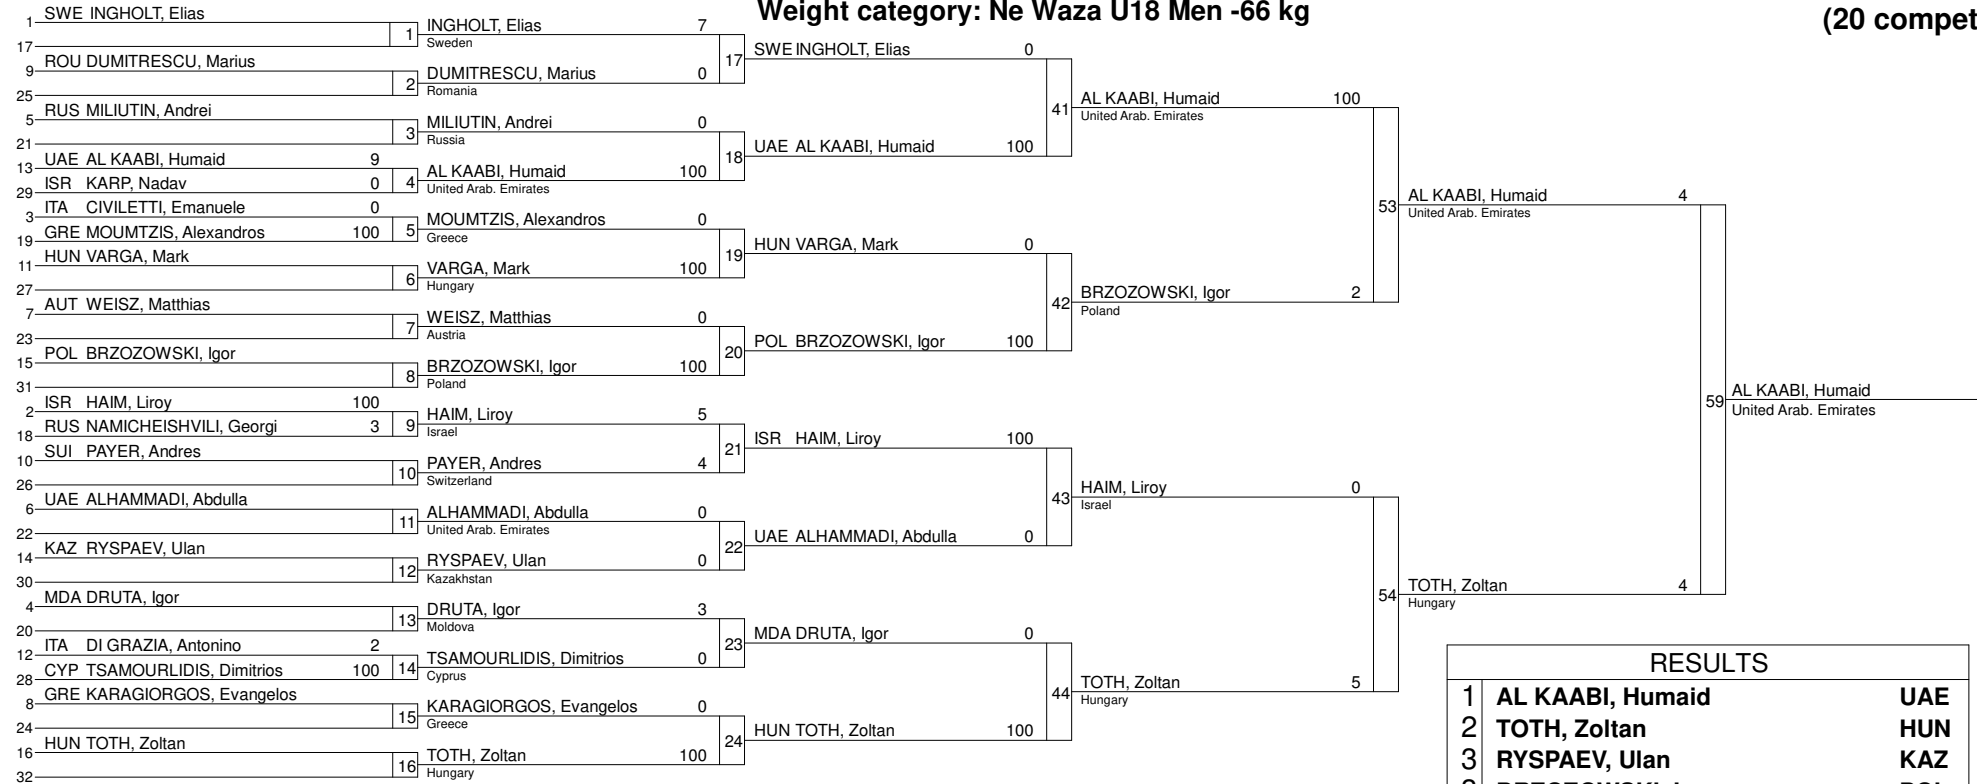 Weight category: Ne Waza U18 Men -66 kg
(20 compet
1 SWE INGHOLT, Elias
17
1
9 ROU DUMITRESCU, Marius
25
2
5 RUS MILIUTIN, Andrei
21
3
13 UAE AL KAABI, Humaid 9
29 ISR KARP, Nadav 0
4
3 ITA CIVILETTI, Emanuele 0
19 GRE MOUMTZIS, Alexandros 100
5
11 HUN VARGA, Mark
27
6
7 AUT WEISZ, Matthias
23
7
15 POL BRZOZOWSKI, Igor
31
8
2 ISR HAIM, Liroy 100
18 RUS NAMICHEISHVILI, Georgi 3
9
10 SUI PAYER, Andres
26
10
6 UAE ALHAMMADI, Abdulla
22
11
14 KAZ RYSPAEV, Ulan
30
12
4 MDA DRUTA, Igor
20
13
12 ITA DI GRAZIA, Antonino 2
28 CYP TSAMOURLIDIS, Dimitrios 100
14
8 GRE KARAGIORGOS, Evangelos
24
15
16 HUN TOTH, Zoltan
32
16
INGHOLT, Elias 7
Sweden
17
DUMITRESCU, Marius 0
Romania
MILIUTIN, Andrei 0
Russia
18
AL KAABI, Humaid 100
United Arab. Emirates
MOUMTZIS, Alexandros 0
Greece
19
VARGA, Mark 100
Hungary
WEISZ, Matthias 0
Austria
20
BRZOZOWSKI, Igor 100
Poland
HAIM, Liroy 5
Israel
21
PAYER, Andres 4
Switzerland
ALHAMMADI, Abdulla 0
United Arab. Emirates
22
RYSPAEV, Ulan 0
Kazakhstan
DRUTA, Igor 3
Moldova
23
TSAMOURLIDIS, Dimitrios 0
Cyprus
KARAGIORGOS, Evangelos 0
Greece
24
TOTH, Zoltan 100
Hungary
SWE INGHOLT, Elias 0
41
UAE AL KAABI, Humaid 100
HUN VARGA, Mark 0
42
POL BRZOZOWSKI, Igor 100
ISR HAIM, Liroy 100
43
UAE ALHAMMADI, Abdulla 0
MDA DRUTA, Igor 0
44
HUN TOTH, Zoltan 100
AL KAABI, Humaid 100
United Arab. Emirates
53
BRZOZOWSKI, Igor 2
Poland
HAIM, Liroy 0
Israel
54
TOTH, Zoltan 5
Hungary
AL KAABI, Humaid 4
United Arab. Emirates
59
TOTH, Zoltan 4
Hungary
AL KAABI, Humaid
United Arab. Emirates
RESULTS
1 AL KAABI, Humaid UAE
2 TOTH, Zoltan HUN
3 RYSPAEV, Ulan KAZ